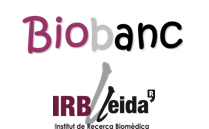 Biobanc
IRBLleida'
R
Institut de Recerca Biomèdica